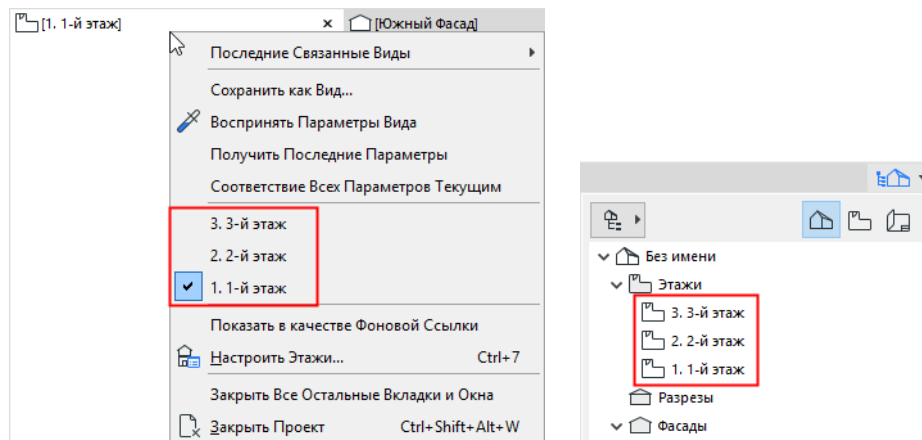 [1. 1-й этаж]
[Южный Фасад]
Последние Связанные Виды
Сохранить как Вид...
Воспринять Параметры Вида
Получить Последние Параметры
Соответствие Всех Параметров Текущим
3. 3-й этаж
2. 2-й этаж
1. 1-й этаж
Показать в качестве Фоновой Ссылки
Настроить Этажи... Ctrl+7
Закрыть Все Остальные Вкладки и Окна
Закрыть Проект Ctrl+Shift+Alt+W
Без имени
Этажи
3. 3-й этаж
2. 2-й этаж
1. 1-й этаж
Разрезы
Фасады